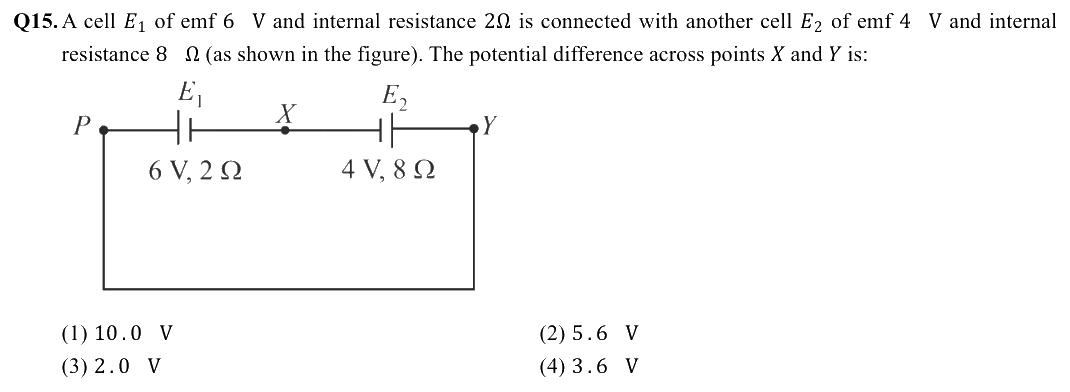 Q15. A cell E₁ of emf 6 V and internal resistance 2Ω is connected with another cell E₂ of emf 4 V and internal
resistance 8 Ω (as shown in the figure). The potential difference across points X and Y is:
E₁ E₂
P X Y
6 V, 2 Ω 4 V, 8 Ω
(1) 10.0 V (2) 5.6 V
(3) 2.0 V (4) 3.6 V